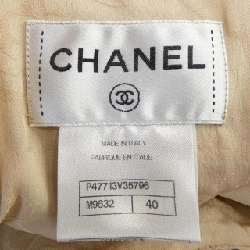 CHANEL
MADE IN ITALY
FABRIQUE EN ITALIE
P47713V35796
M9632 40